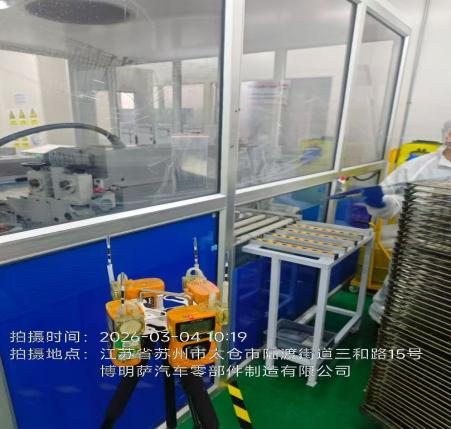 拍摄时间：2026-03-04 10:19
拍摄地点：江苏省苏州市太仓市陆渡街道三和路15号
博明萨汽车零部件制造有限公司